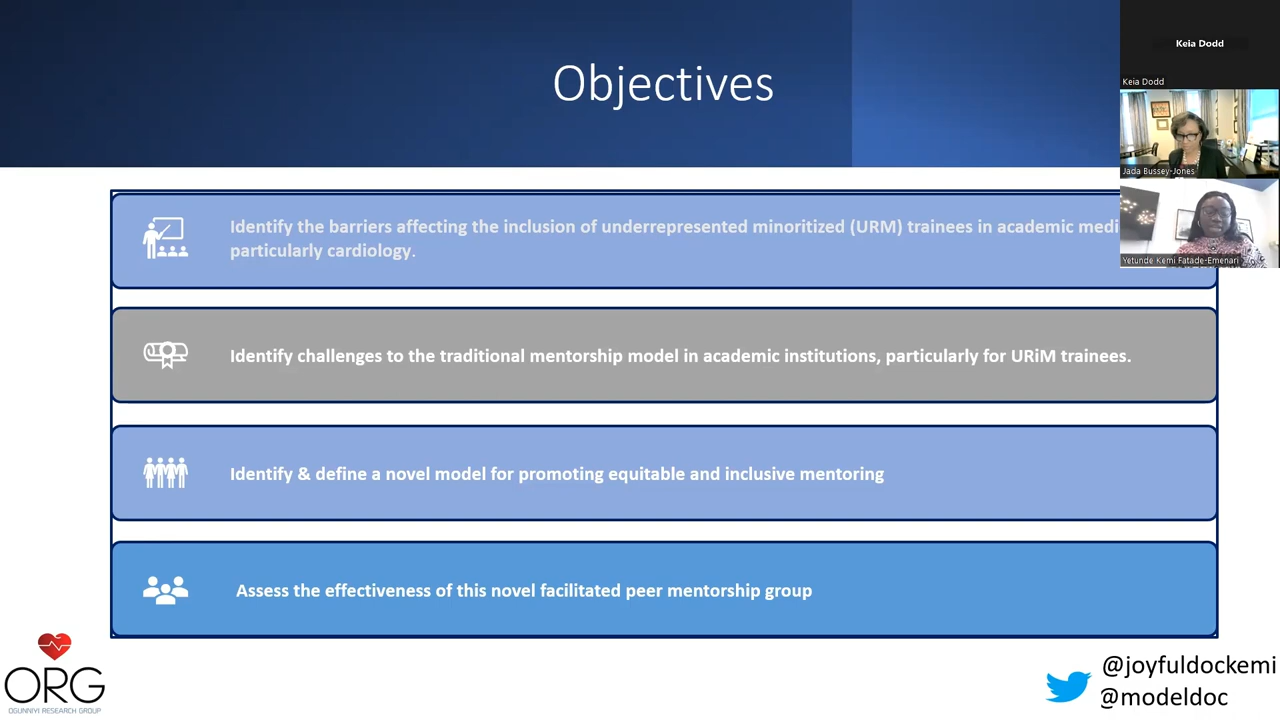 Objectives
Keia Dodd
Keia Dodd
Jada Bussey-Jones
Yetunde Kemi Fatade-Emenari
Identify the barriers affecting the inclusion of underrepresented minoritized (URM) trainees in academic medi
particularly cardiology.
Identify challenges to the traditional mentorship model in academic institutions, particularly for URiM trainees.
Identify & define a novel model for promoting equitable and inclusive mentoring
Assess the effectiveness of this novel facilitated peer mentorship group
ORG
OGUNNIYI RESEARCH GROUP
@joyfuldockemi
@modeldoc